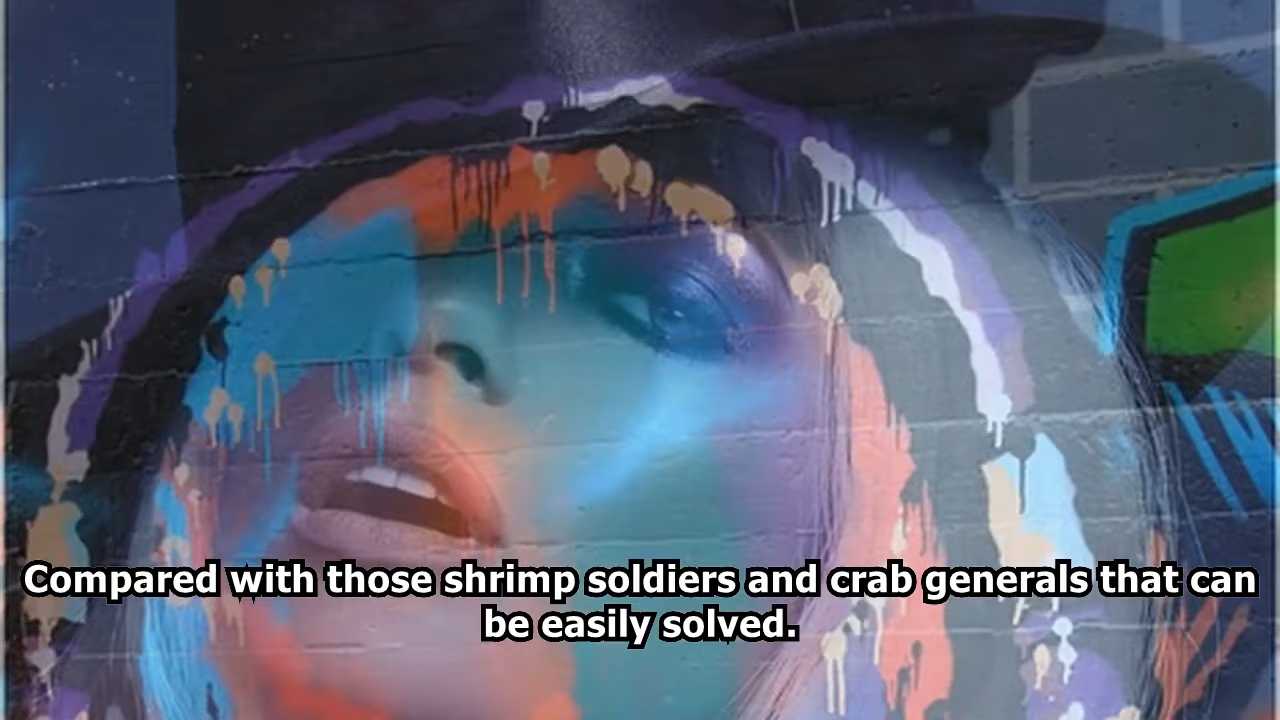 Compared with those shrimp soldiers and crab generals that can
be easily solved.